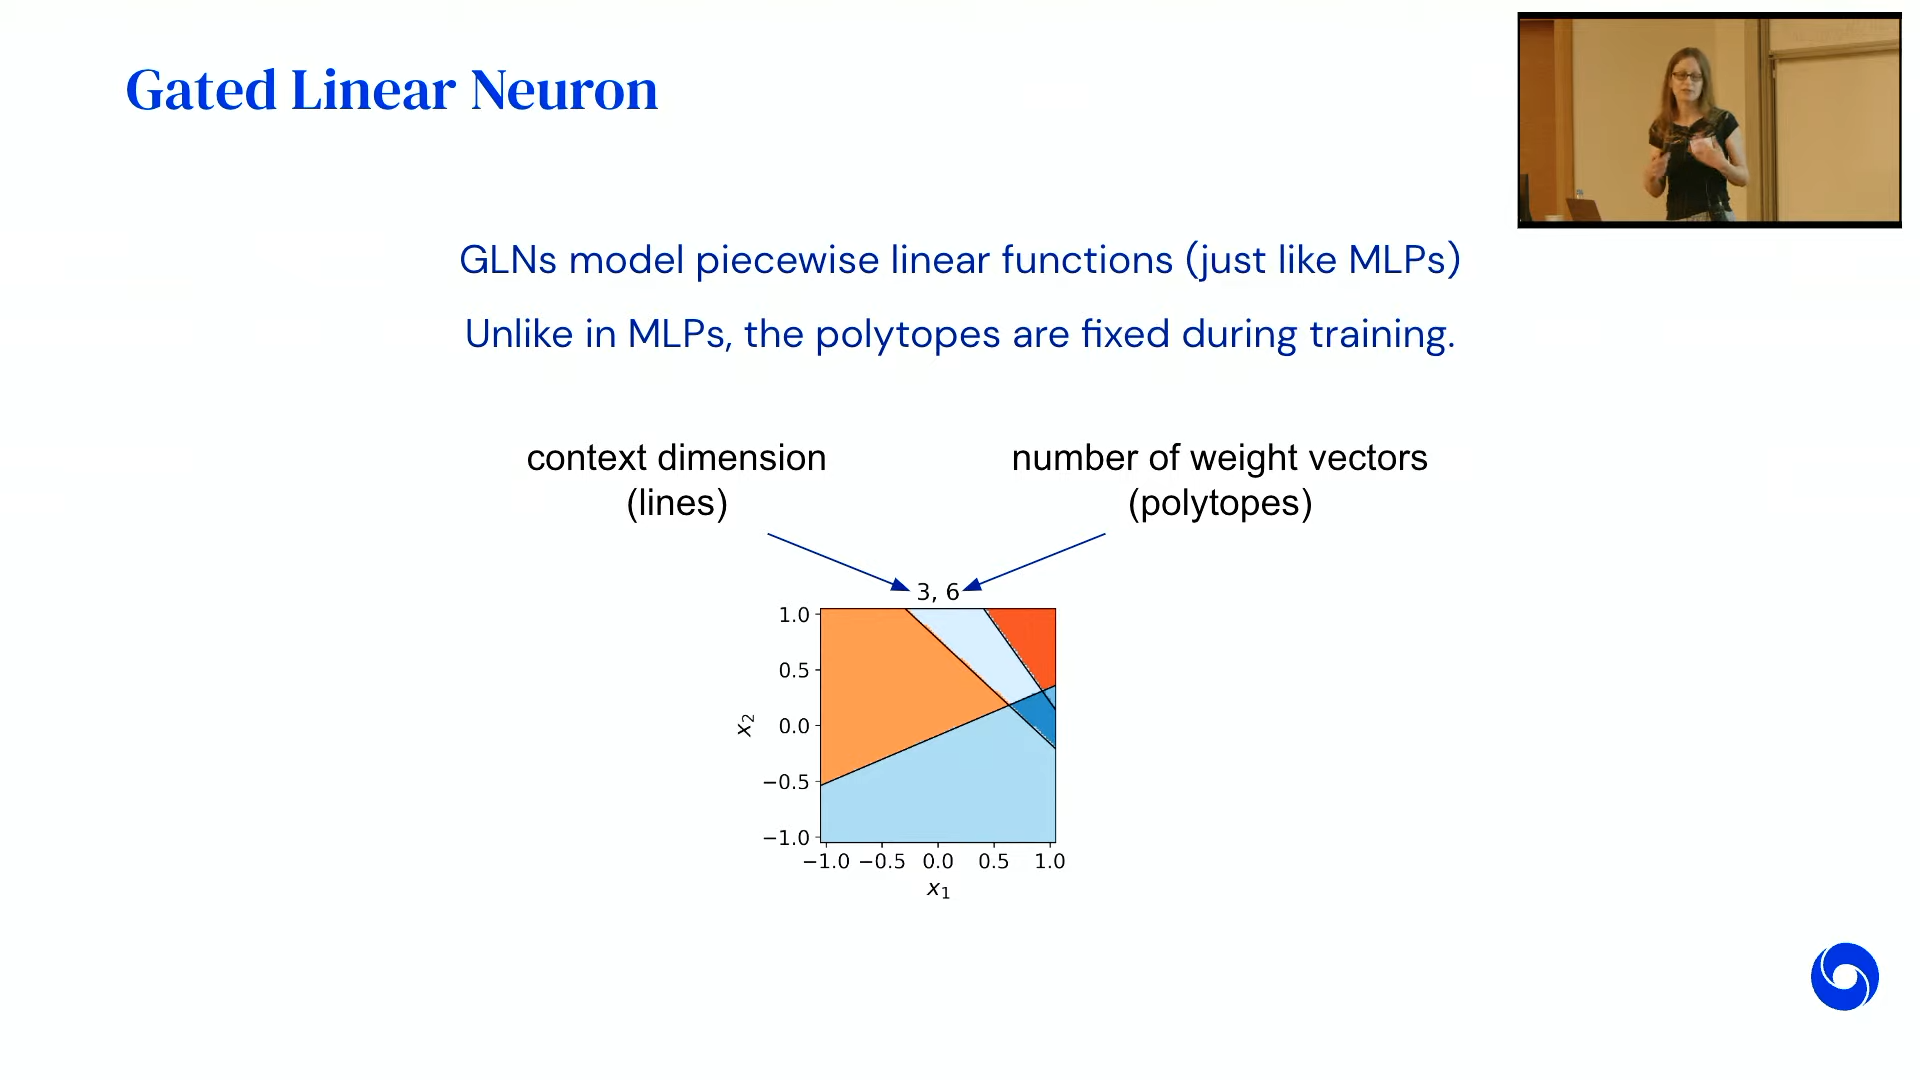 Gated Linear Neuron
GLNs model piecewise linear functions (just like MLPs)
Unlike in MLPs, the polytopes are fixed during training.
context dimension
(lines)
number of weight vectors
(polytopes)
3, 6
1.0
0.5
0.0
−0.5
−1.0
x₂
−1.0 −0.5 0.0 0.5 1.0
x₁